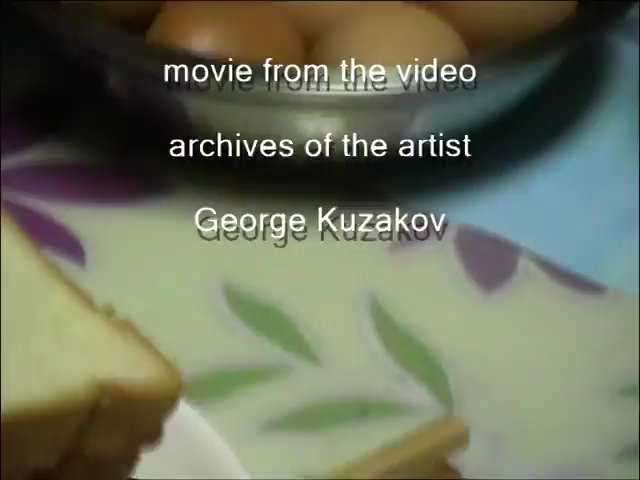 movie from the video
archives of the artist
George Kuzakov